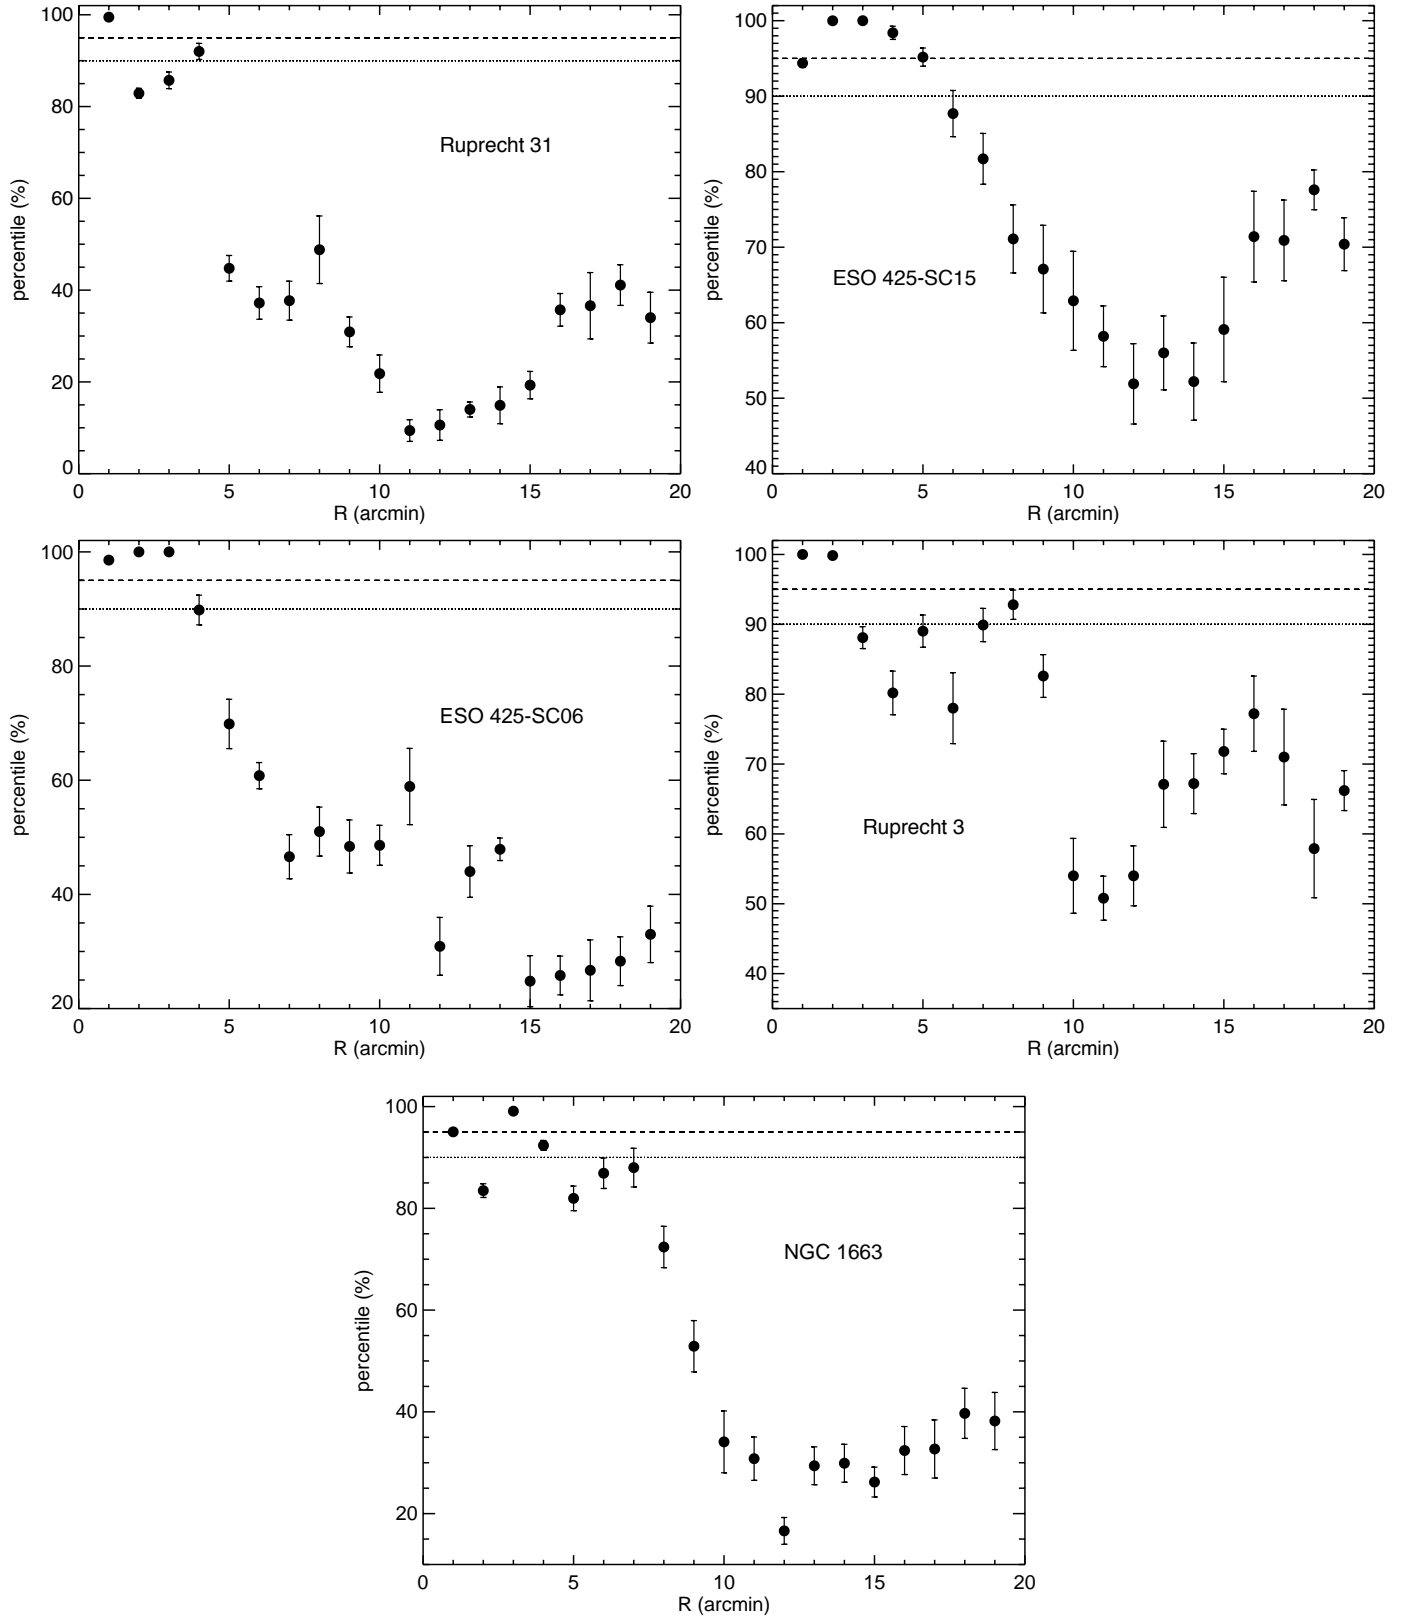 100
80
60
40
20
0
percentile (%)
Ruprecht 31
0 5 10 15 20
R (arcmin)
100
90
80
70
60
50
40
percentile (%)
ESO 425-SC15
0 5 10 15 20
R (arcmin)
100
80
60
40
20
percentile (%)
ESO 425-SC06
0 5 10 15 20
R (arcmin)
100
90
80
70
60
50
40
percentile (%)
Ruprecht 3
0 5 10 15 20
R (arcmin)
100
80
60
40
20
percentile (%)
NGC 1663
0 5 10 15 20
R (arcmin)